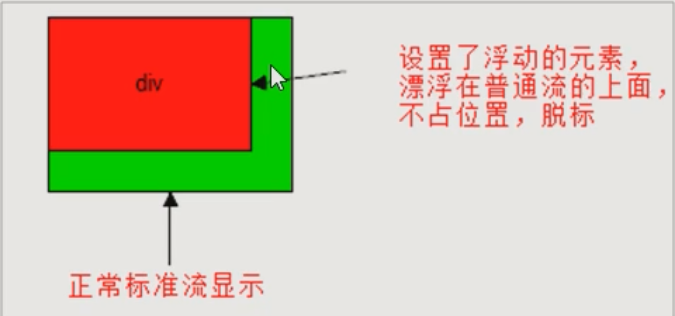 div
设置了浮动的元素，
漂浮在普通流的上面，
不占位置，脱标
正常标准流显示